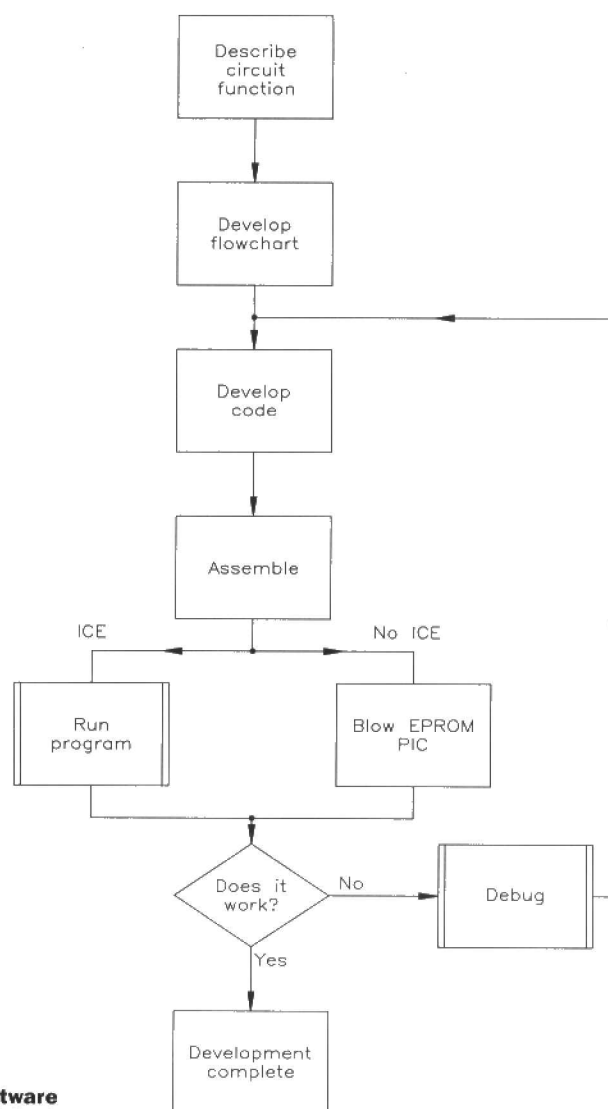 Describe
circuit
function
Develop
flowchart
Develop
code
Assemble
ICE
No ICE
Run
program
Blow EPROM
PIC
Does it
work?
No
Debug
Yes
Development
complete